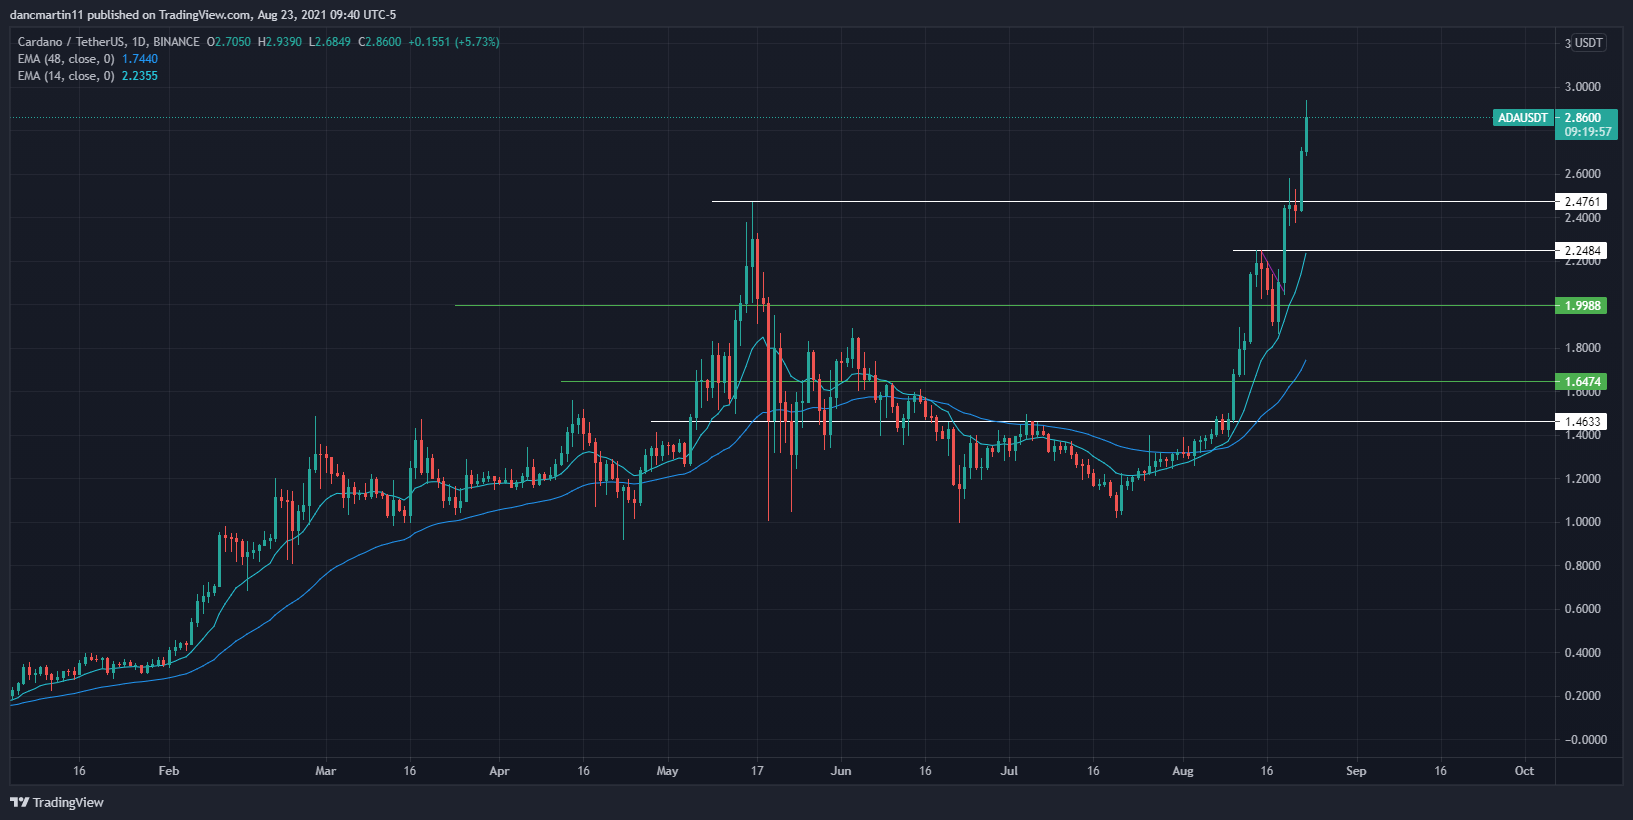 dancmartin11 published on TradingView.com, Aug 23, 2021 09:40 UTC-5
Cardano / TetherUS, 1D, BINANCE O2.7050 H2.9390 L2.6849 C2.8600 +0.1551 (+5.73%)
EMA (48, close, 0) 1.7440
EMA (14, close, 0) 2.2355
3 USDT
3.0000
ADAUSDT 2.8600
09:19:57
2.6000
2.4761
2.4000
2.2484
2.2000
1.9988
1.8000
1.6474
1.6000
1.4633
1.4000
1.2000
1.0000
0.8000
0.6000
0.4000
0.2000
-0.0000
16 Feb Mar 16 Apr 16 May 17 Jun 16 Jul 16 Aug 16 Sep 16 Oct
TradingView